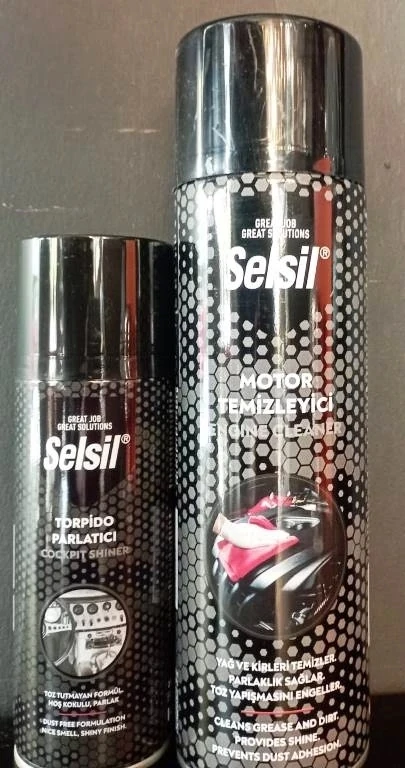 GREAT JOB
GREAT SOLUTIONS
Selsil®
TORPİDO
PARLATICI
COCKPIT SHINER
TOZ TUTMAYAN FORMÜL.
HOŞ KOKULU, PARLAK
DUST FREE FORMULATION
NICE SMELL, SHINY FINISH.
GREAT JOB
GREAT SOLUTIONS
Selsil®
MOTOR
TEMİZLEYİCİ
ENGINE CLEANER
YAĞ VE KİRLERİ TEMİZLER.
PARLAKLIK SAĞLAR.
TOZ YAPIŞMASINI ENGELLER.
CLEANS GREASE AND DIRT.
PROVIDES SHINE,
PREVENTS DUST ADHESION.